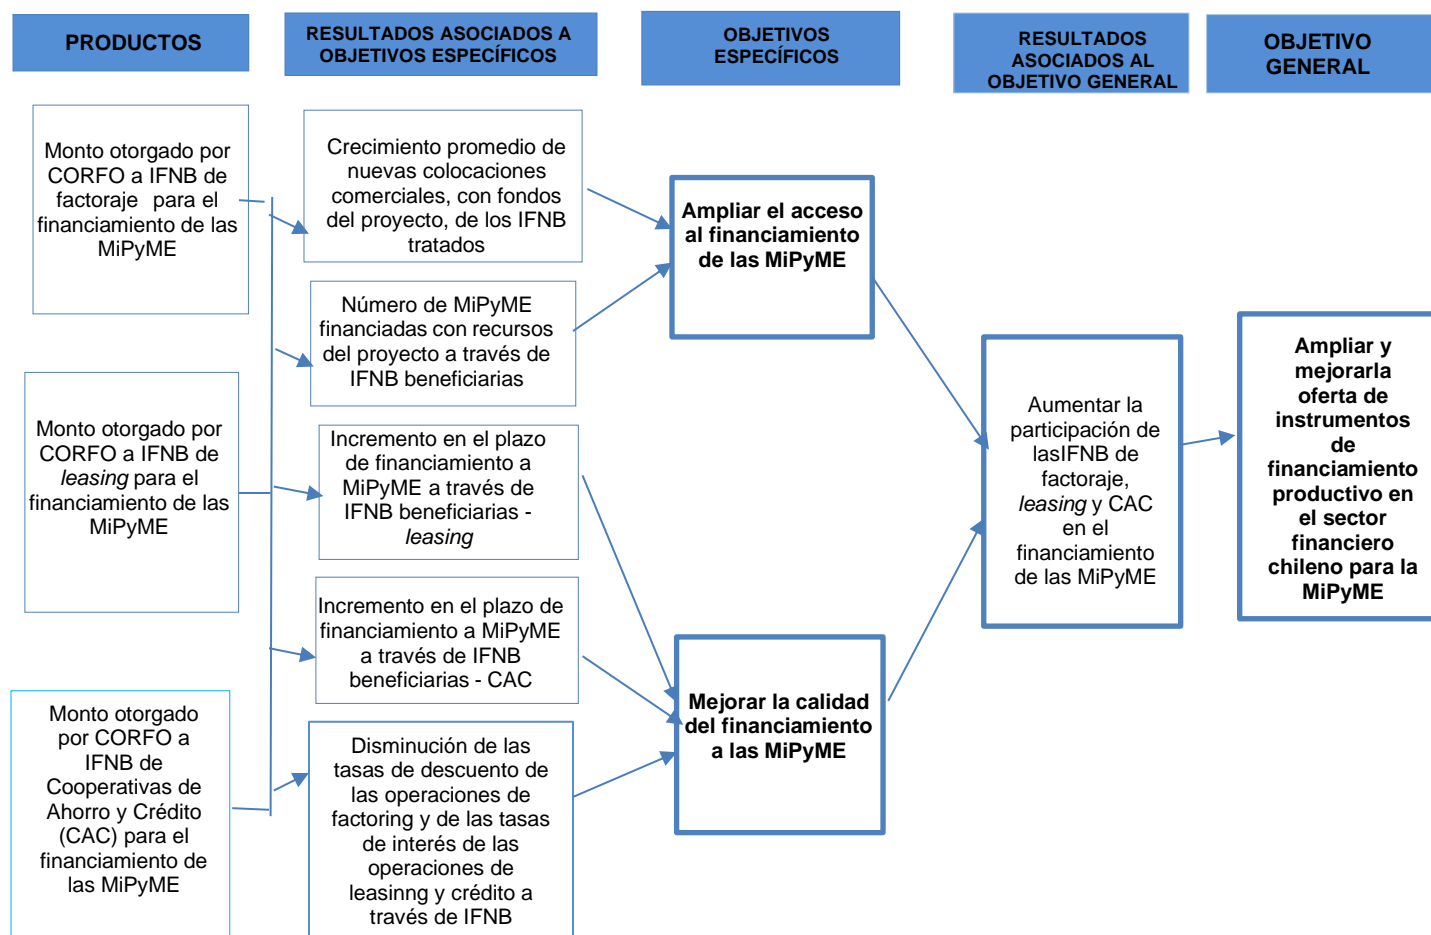 PRODUCTOS
RESULTADOS ASOCIADOS A
OBJETIVOS ESPECÍFICOS
OBJETIVOS
ESPECÍFICOS
RESULTADOS
ASOCIADOS AL
OBJETIVO GENERAL
OBJETIVO
GENERAL
Monto otorgado por
CORFO a IFNB de
factoraje para el
financiamiento de las
MiPyME
Monto otorgado por
CORFO a IFNB de
leasing para el
financiamiento de las
MiPyME
Monto otorgado
por CORFO a
IFNB de
Cooperativas de
Ahorro y Crédito
(CAC) para el
financiamiento de
las MiPyME
Crecimiento promedio de
nuevas colocaciones
comerciales, con fondos
del proyecto, de los IFNB
tratados
Número de MiPyME
financiadas con recursos
del proyecto a través de
IFNB beneficiarias
Incremento en el plazo
de financiamiento a
MiPyME a través de
IFNB beneficiarias -
leasing
Incremento en el plazo de
financiamiento a MiPyME
a través de IFNB
beneficiarias - CAC
Disminución de las
tasas de descuento de
las operaciones de
factoring y de las tasas
de interés de las
operaciones de
leasinng y crédito a
través de IFNB
Ampliar el acceso
al financiamiento
de las MiPyME
Mejorar la calidad
del financiamiento
a las MiPyME
Aumentar la
participación de
lasIFNB de
factoraje,
leasing y CAC
en el
financiamiento
de las MiPyME
Ampliar y
mejorarla
oferta de
instrumentos
de
financiamiento
productivo en
el sector
financiero
chileno para la
MiPyME